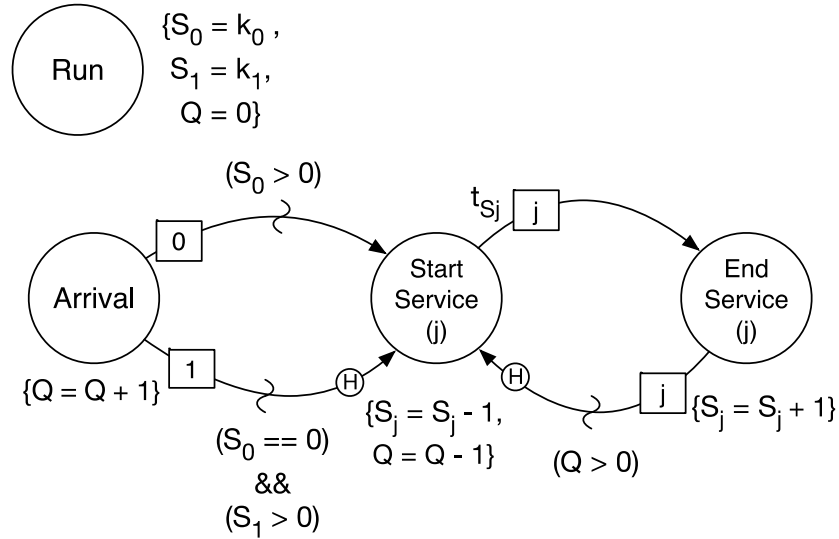 Run
{S₀ = k₀ ,
S₁ = k₁,
Q = 0}
(S₀ > 0)
0
t_Sj
j
Arrival
Start
Service
(j)
End
Service
(j)
1
H
H
j
{Q = Q + 1}
(S₀ == 0)
&&
(S₁ > 0)
{Sⱼ = Sⱼ - 1,
Q = Q - 1}
(Q > 0)
{Sⱼ = Sⱼ + 1}